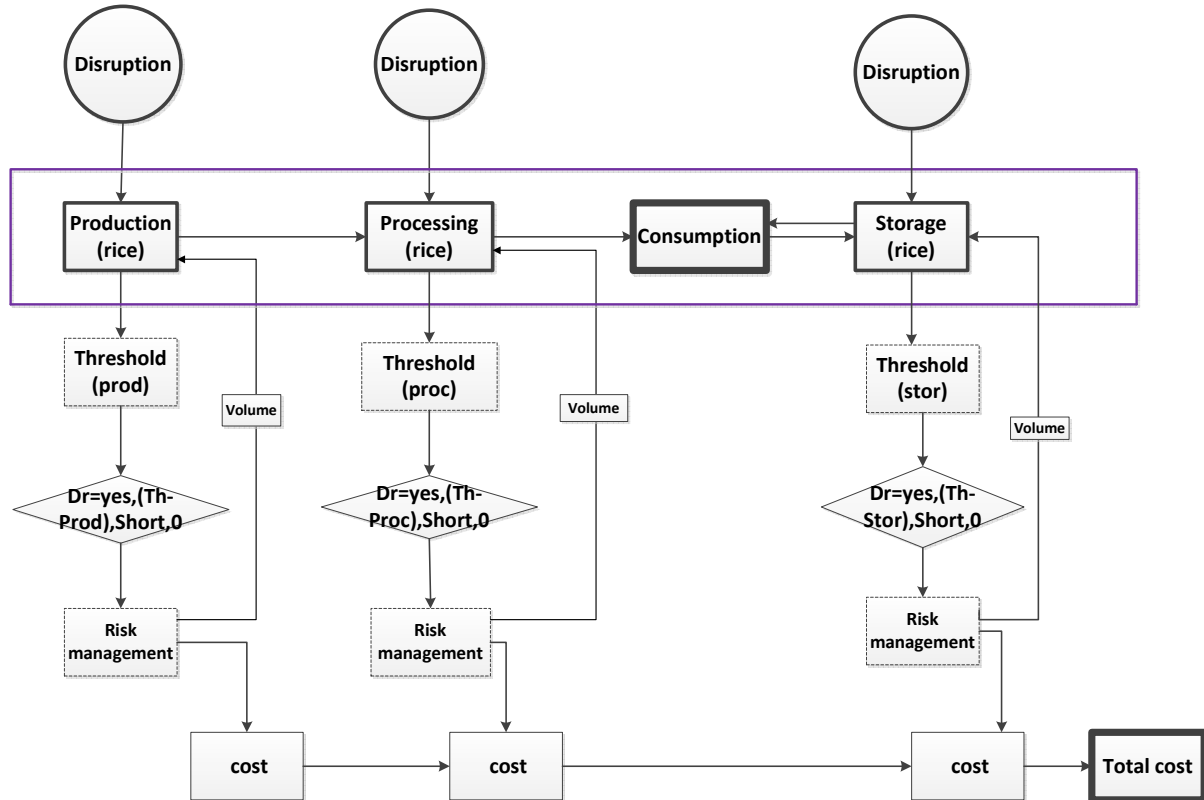 Disruption
Disruption
Disruption
Production
(rice)
Processing
(rice)
Consumption
Storage
(rice)
Threshold
(prod)
Threshold
(proc)
Threshold
(stor)
Volume
Volume
Volume
Dr=yes,(Th-
Prod),Short,0
Dr=yes,(Th-
Proc),Short,0
Dr=yes,(Th-
Stor),Short,0
Risk
management
Risk
management
Risk
management
cost
cost
cost
Total cost